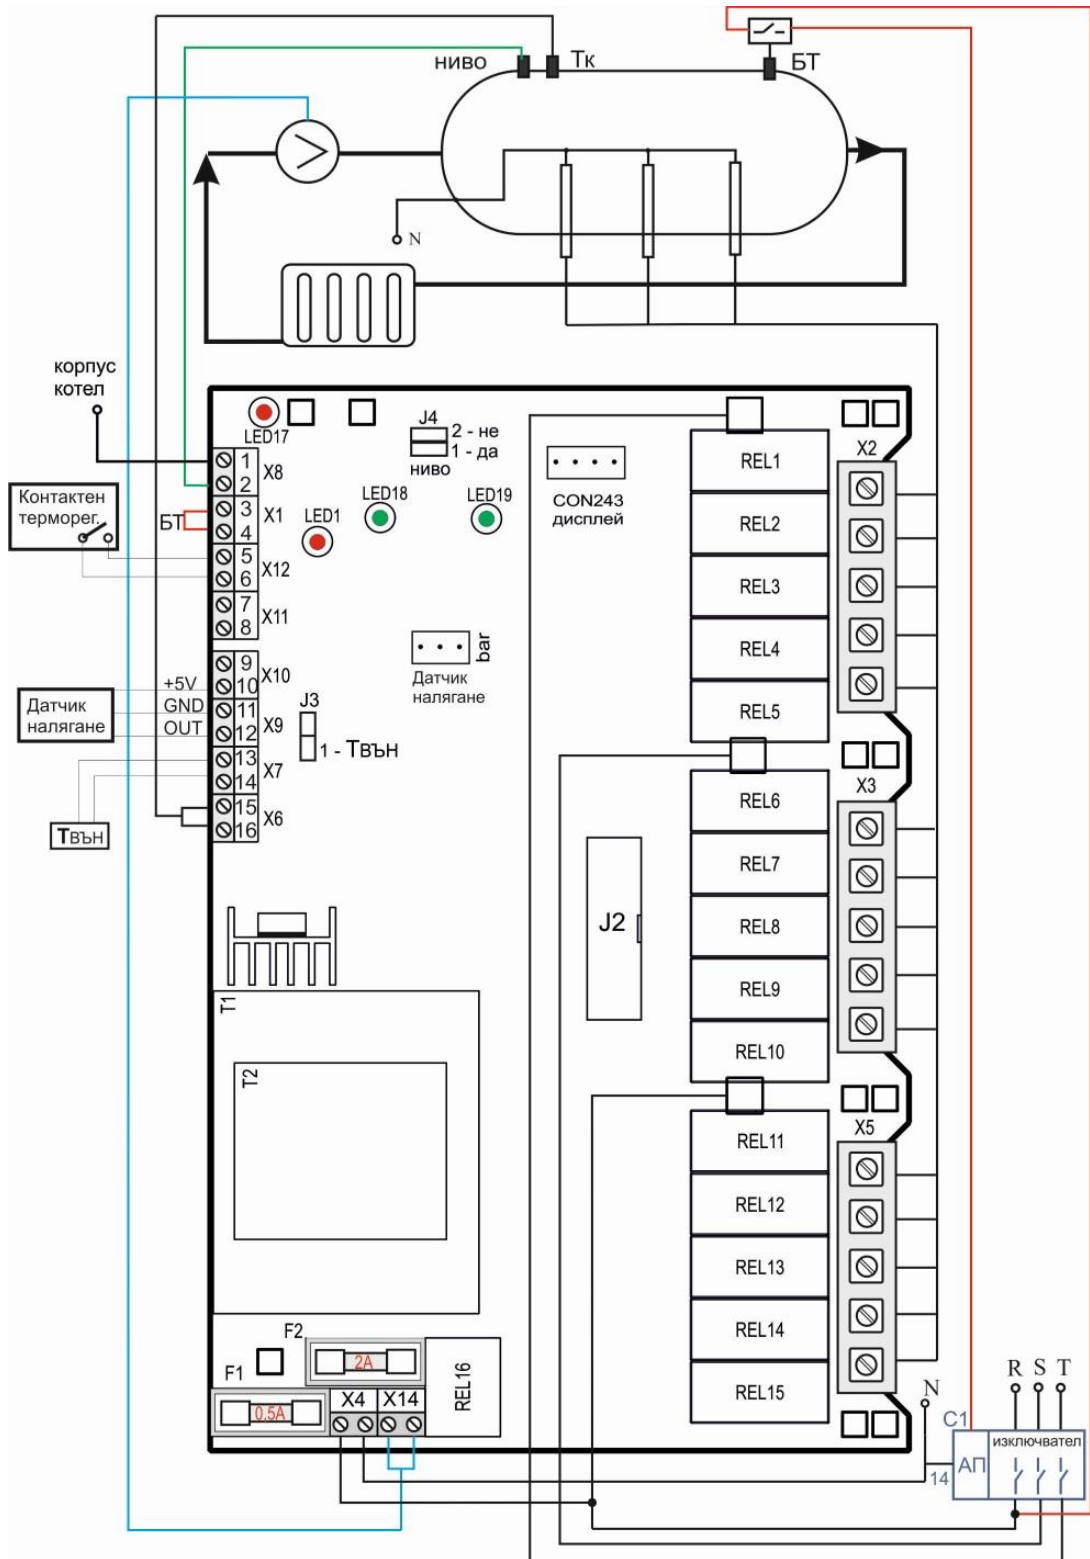 ниво
Тк
БТ
N
корпус
котел
LED17
J4
2 - не
1 - да
ниво
1
2
X8
Контактен
терморег.
БТ
3
4
X1
LED1
LED18
LED19
CON243
дисплей
5
6
X12
7
8
X11
bar
Датчик
налягане
9
10
X10
+5V
GND
OUT
Датчик
налягане
11
12
X9
J3
1 - Твън
13
14
X7
15
16
X6
Твън
REL1
REL2
REL3
REL4
REL5
X2
REL6
REL7
REL8
REL9
REL10
X3
J2
REL11
REL12
REL13
REL14
REL15
X5
T1
T2
F2
2A
F1
0.5A
X4
X14
REL16
N
R S T
C1
изключвател
АП
14